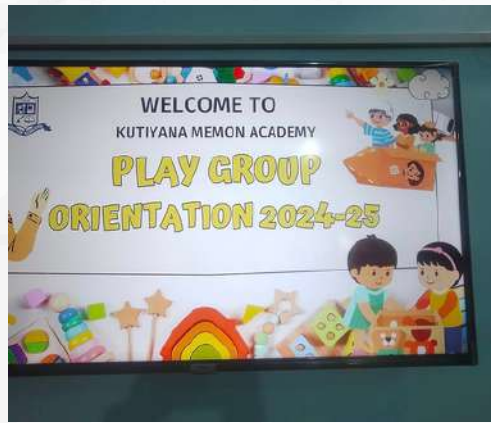 WELCOME TO
KUTIYANA MEMON ACADEMY
PLAY GROUP
ORIENTATION 2024-25